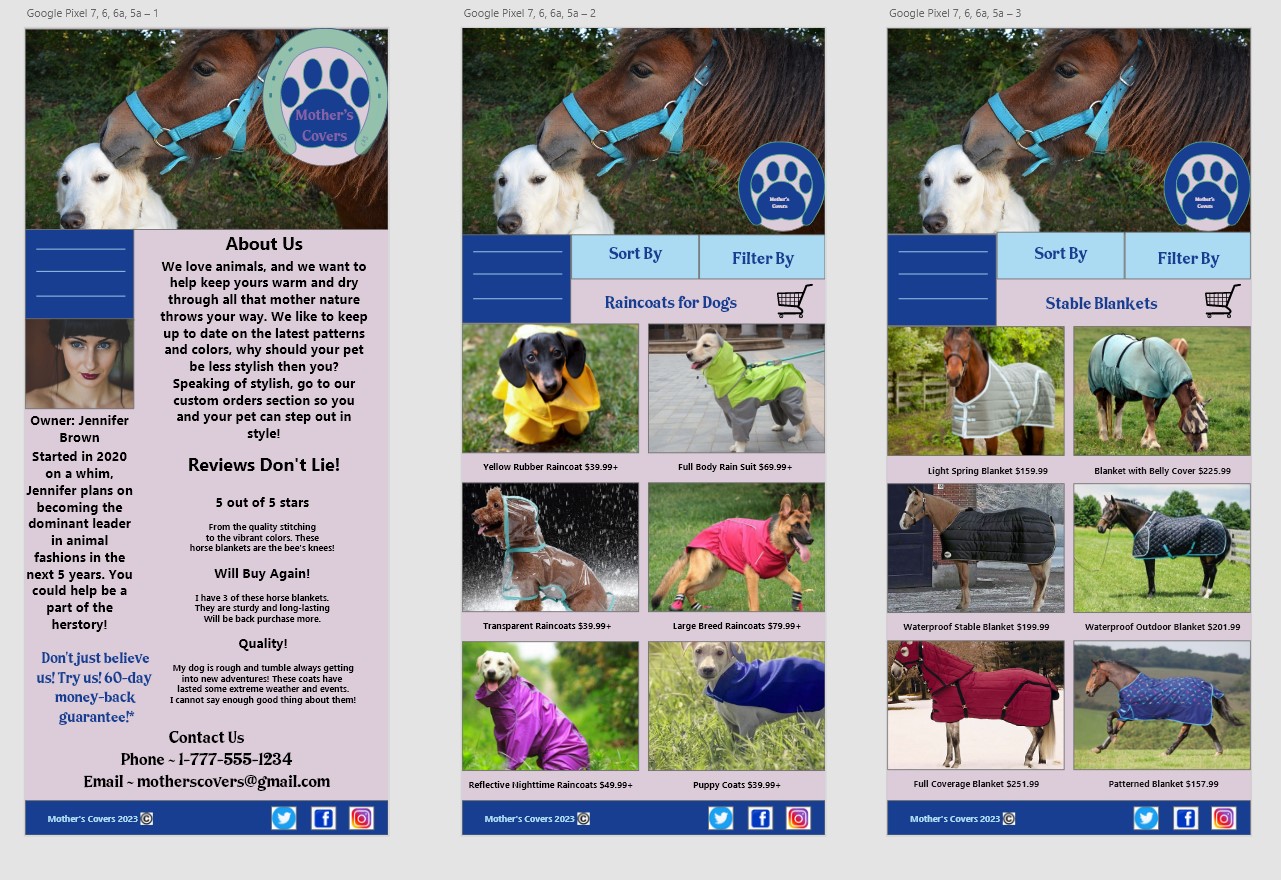 Google Pixel 7, 6, 6a, 5a – 1
Mother's
Covers
About Us
We love animals, and we want to
help keep yours warm and dry
through all that mother nature
throws your way. We like to keep
up to date on the latest patterns
and colors, why should your pet
be less stylish then you?
Speaking of stylish, go to our
custom orders section so you
and your pet can step out in
style!
Owner: Jennifer
Brown
Started in 2020
on a whim,
Jennifer plans on
becoming the
dominant leader
in animal
fashions in the
next 5 years. You
could help be a
part of the
herstory!
Don't just believe
us! Try us! 60-day
money-back
guarantee!*
Reviews Don't Lie!
5 out of 5 stars
From the quality stitching
to the vibrant colors. These
horse blankets are the bee's knees!
Will Buy Again!
I have 3 of these horse blankets.
They are sturdy and long-lasting
Will be back purchase more.
Quality!
My dog is rough and tumble always getting
into new adventures! These coats have
lasted some extreme weather and events.
I cannot say enough good thing about them!
Contact Us
Phone ~ 1-777-555-1234
Email ~ motherscovers@gmail.com
Mother's Covers 2023 ©
Google Pixel 7, 6, 6a, 5a – 2
Mother's
Covers
Sort By
Filter By
Raincoats for Dogs
Yellow Rubber Raincoat $39.99+
Full Body Rain Suit $69.99+
Transparent Raincoats $39.99+
Large Breed Raincoats $79.99+
Reflective Nighttime Raincoats $49.99+
Puppy Coats $39.99+
Mother's Covers 2023 ©
Google Pixel 7, 6, 6a, 5a – 3
Mother's
Covers
Sort By
Filter By
Stable Blankets
Light Spring Blanket $159.99
Blanket with Belly Cover $225.99
Waterproof Stable Blanket $199.99
Waterproof Outdoor Blanket $201.99
Full Coverage Blanket $251.99
Patterned Blanket $157.99
Mother's Covers 2023 ©